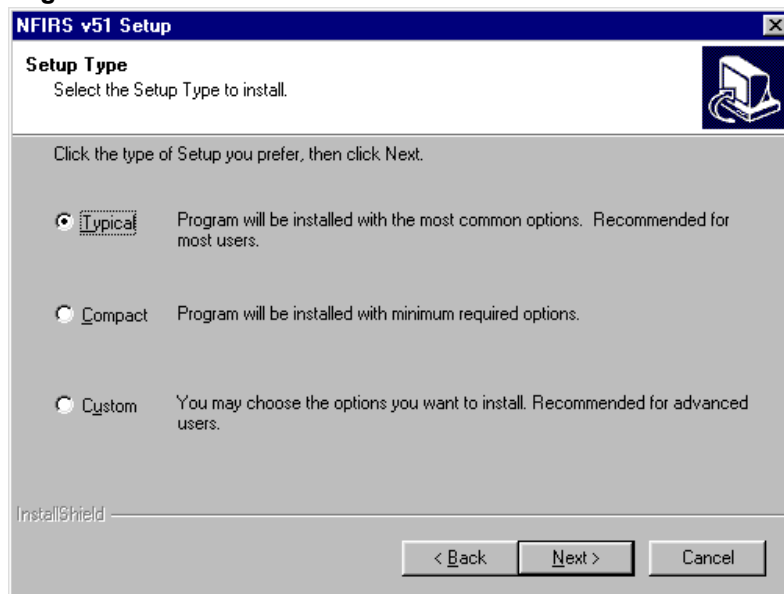 NFIRS v51 Setup
Setup Type
Select the Setup Type to install.
Click the type of Setup you prefer, then click Next.
Typical Program will be installed with the most common options. Recommended for
most users.
Compact Program will be installed with minimum required options.
Custom You may choose the options you want to install. Recommended for advanced
users.
InstallShield
< Back Next > Cancel